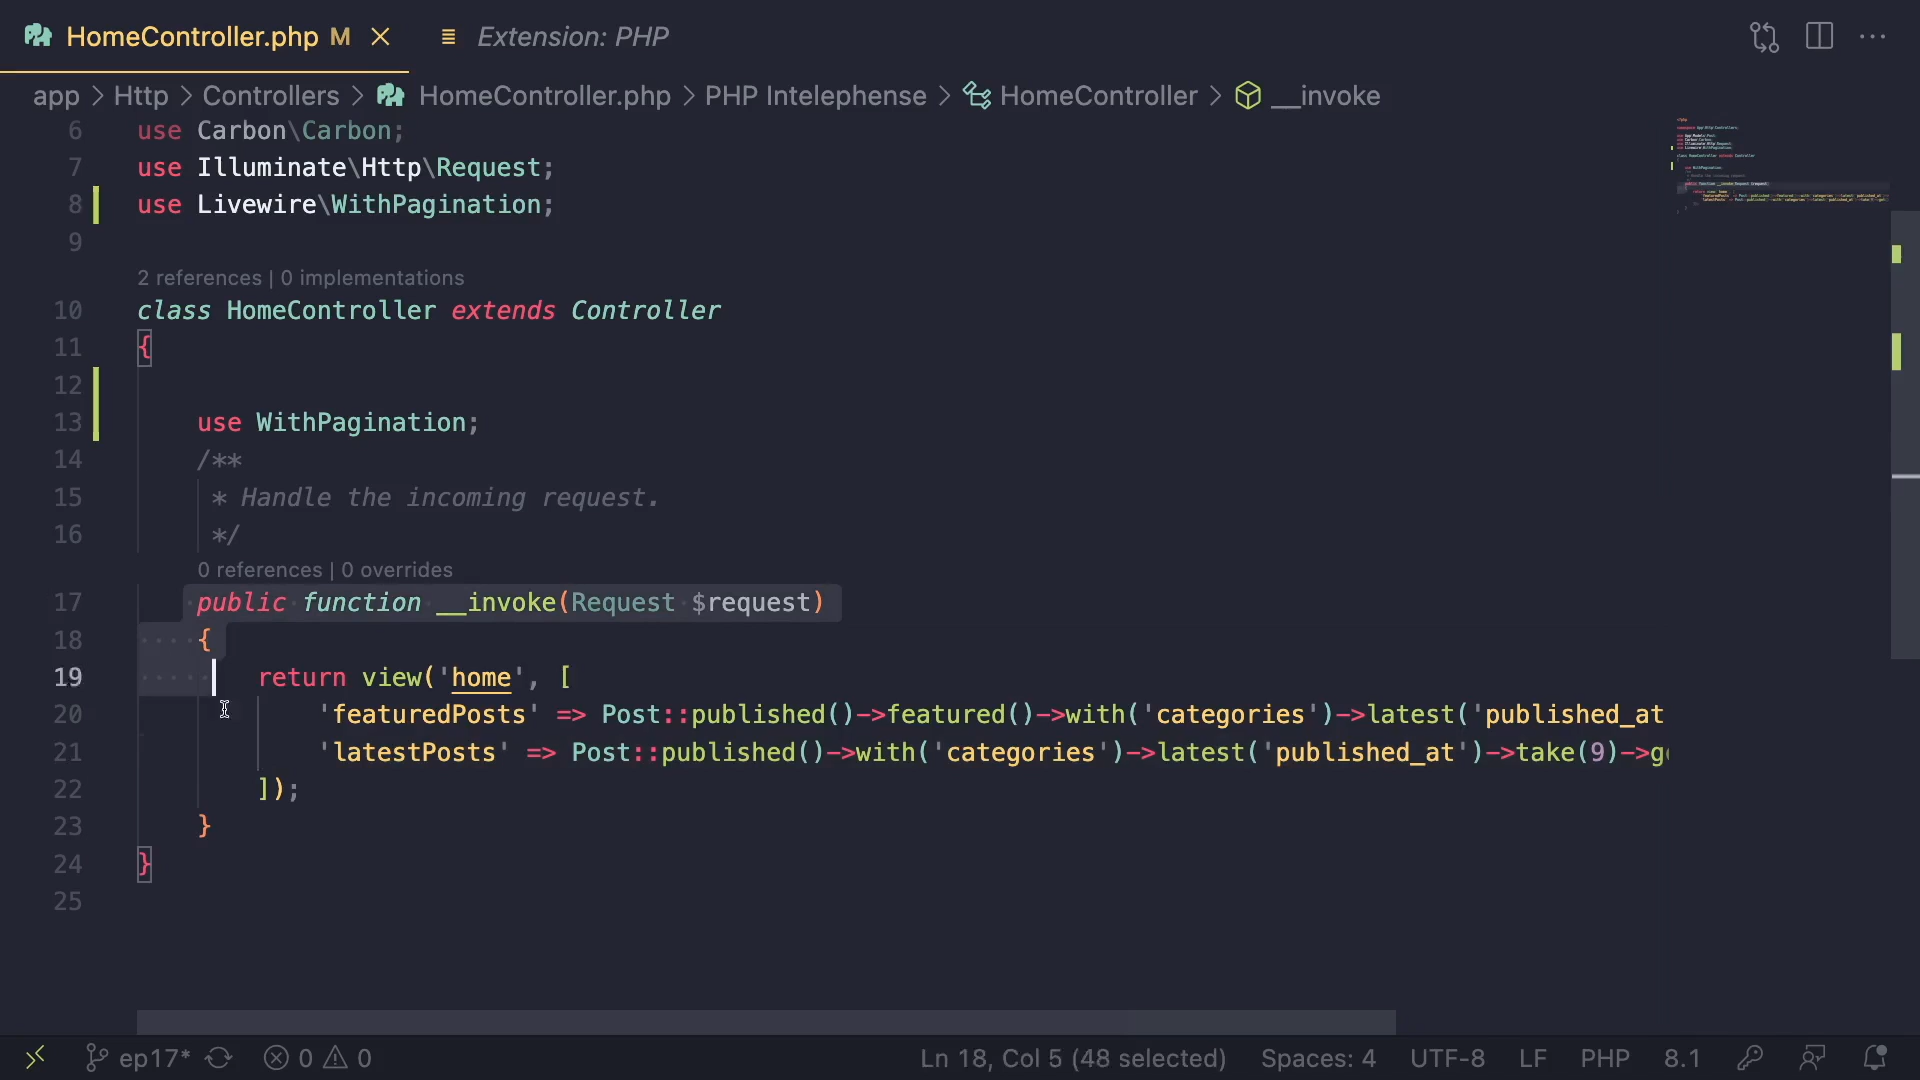 HomeController.php M
Extension: PHP
app > Http > Controllers > HomeController.php > PHP Intelephense > HomeController > __invoke
6 use Carbon\Carbon;
7 use Illuminate\Http\Request;
8 use Livewire\WithPagination;
9
2 references | 0 implementations
10 class HomeController extends Controller
11 {
12
13 use WithPagination;
14 /**
15 * Handle the incoming request.
16 */
0 references | 0 overrides
17 public function __invoke(Request $request)
18 {
19 return view('home', [
20 'featuredPosts' => Post::published()->featured()->with('categories')->latest('published_at
21 'latestPosts' => Post::published()->with('categories')->latest('published_at')->take(9)->g
22 ]);
23 }
24 }
25
ep17* 0 0 Ln 18, Col 5 (48 selected) Spaces: 4 UTF-8 LF PHP 8.1